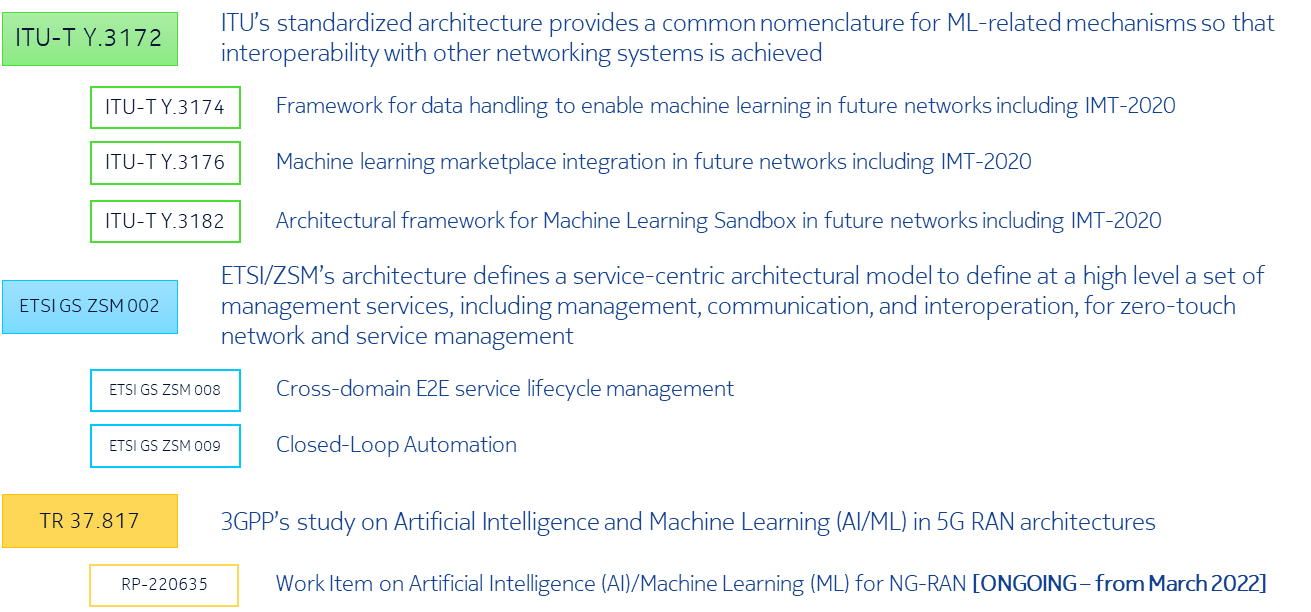 ITU-T Y.3172
ITU's standardized architecture provides a common nomenclature for ML-related mechanisms so that
interoperability with other networking systems is achieved
ITU-T Y.3174
Framework for data handling to enable machine learning in future networks including IMT-2020
ITU-T Y.3176
Machine learning marketplace integration in future networks including IMT-2020
ITU-T Y.3182
Architectural framework for Machine Learning Sandbox in future networks including IMT-2020
ETSI GS ZSM 002
ETSI/ZSM's architecture defines a service-centric architectural model to define at a high level a set of
management services, including management, communication, and interoperation, for zero-touch
network and service management
ETSI GS ZSM 008
Cross-domain E2E service lifecycle management
ETSI GS ZSM 009
Closed-Loop Automation
TR 37.817
3GPP's study on Artificial Intelligence and Machine Learning (AI/ML) in 5G RAN architectures
RP-220635
Work Item on Artificial Intelligence (AI)/Machine Learning (ML) for NG-RAN [ONGOING – from March 2022]